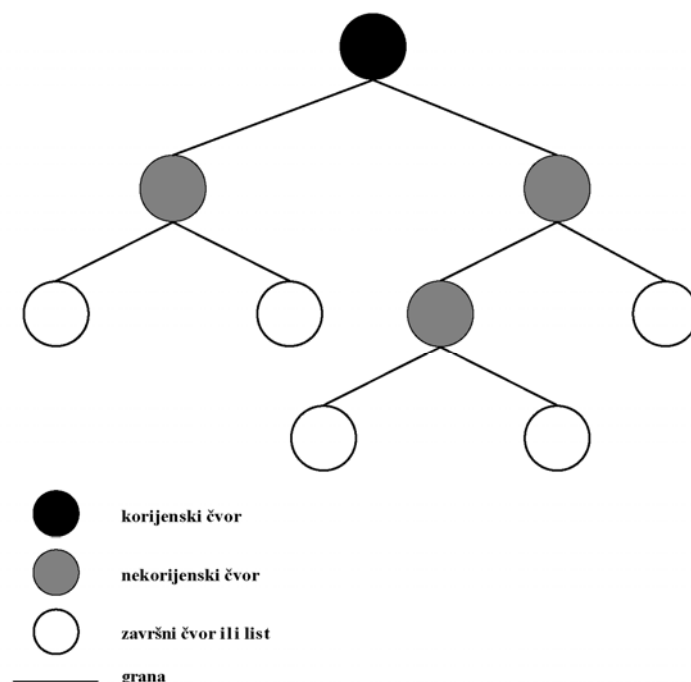 korijenski čvor
nekorijenski čvor
završni čvor ili list
grana